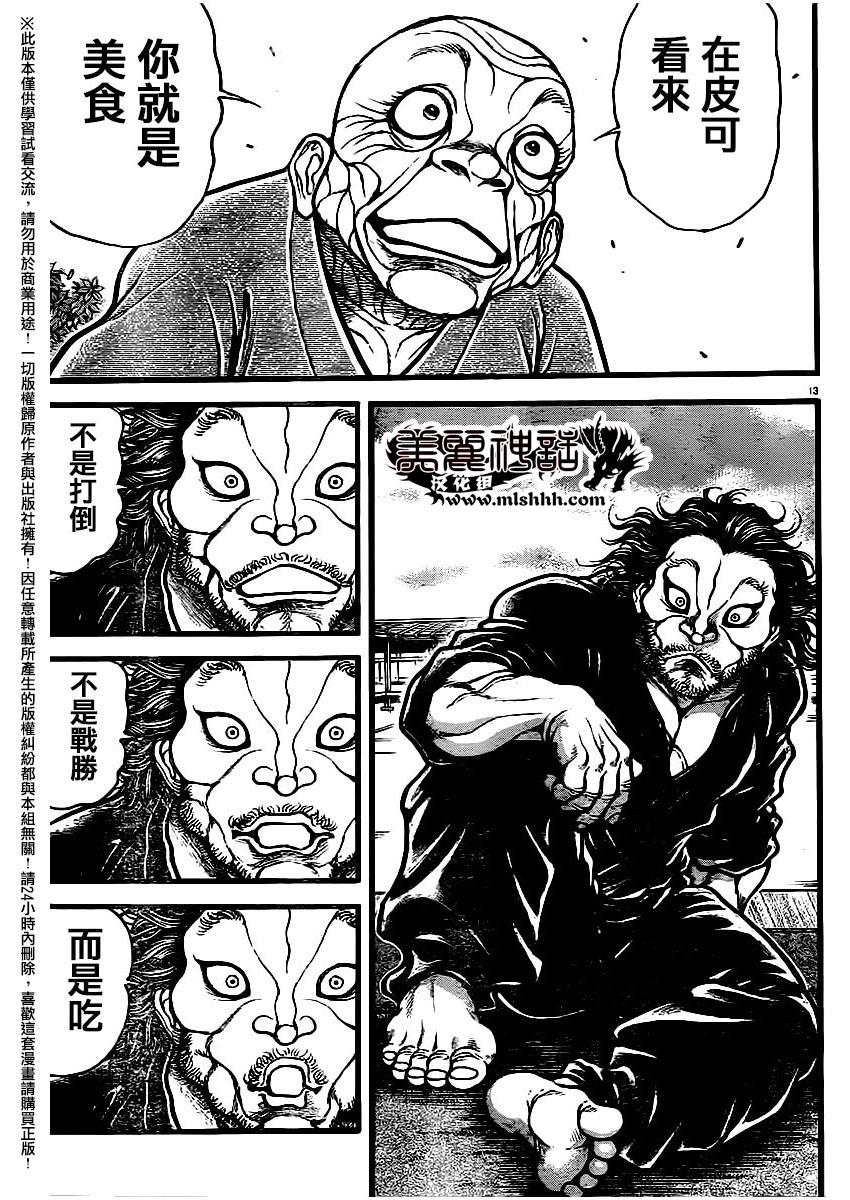 在皮可
看來
你就是
美食
13
不是打倒
不是戰勝
而是吃
美麗神話
汉化组
www.mlshhh.com
※此版本僅供學習試看交流，請勿用於商業用途！一切版權歸原作者與出版社擁有！因任意轉載所產生的版權糾紛都與本組無關！請24小時內刪除，喜歡這套漫畫請購買正版！